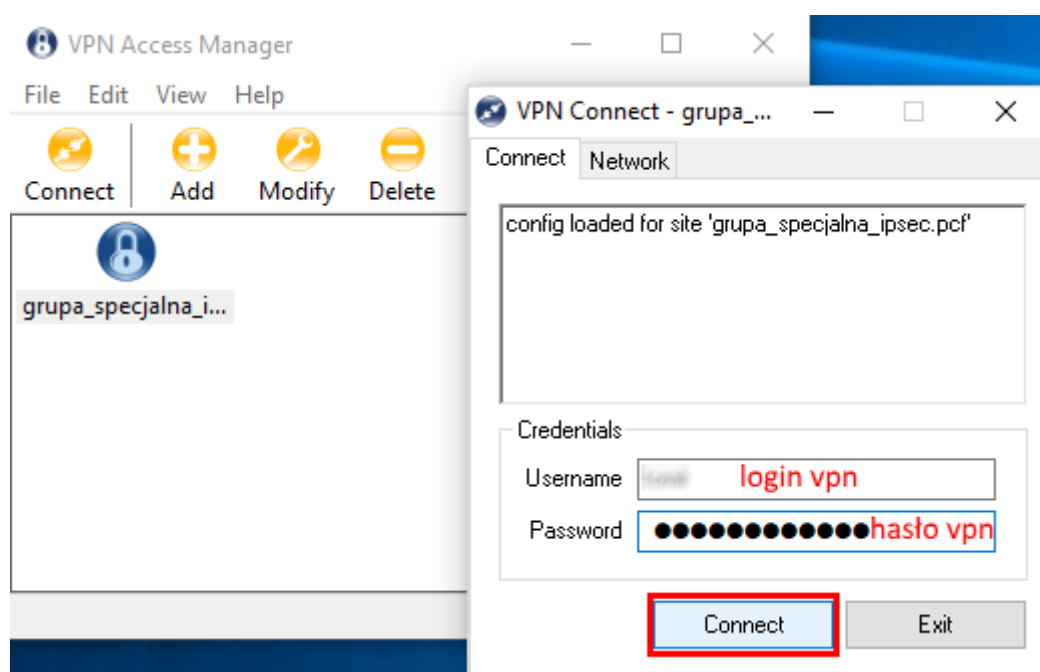 VPN Access Manager
File Edit View Help
Connect Add Modify Delete
grupa_specjalna_i...
VPN Connect - grupa_...
Connect Network
config loaded for site 'grupa_specjalna_ipsec.pcf'
Credentials
Username login vpn
Password ●●●●●●●●●●●●hasło vpn
Connect Exit